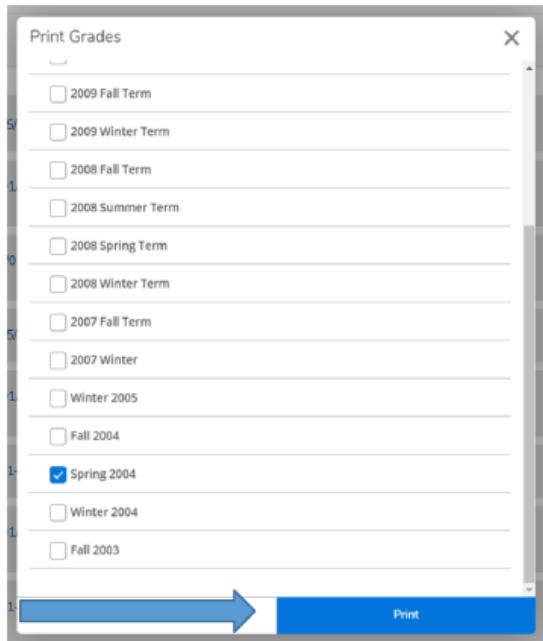 Print Grades
2009 Fall Term
2009 Winter Term
2008 Fall Term
2008 Summer Term
2008 Spring Term
2008 Winter Term
2007 Fall Term
2007 Winter
Winter 2005
Fall 2004
Spring 2004
Winter 2004
Fall 2003
Print